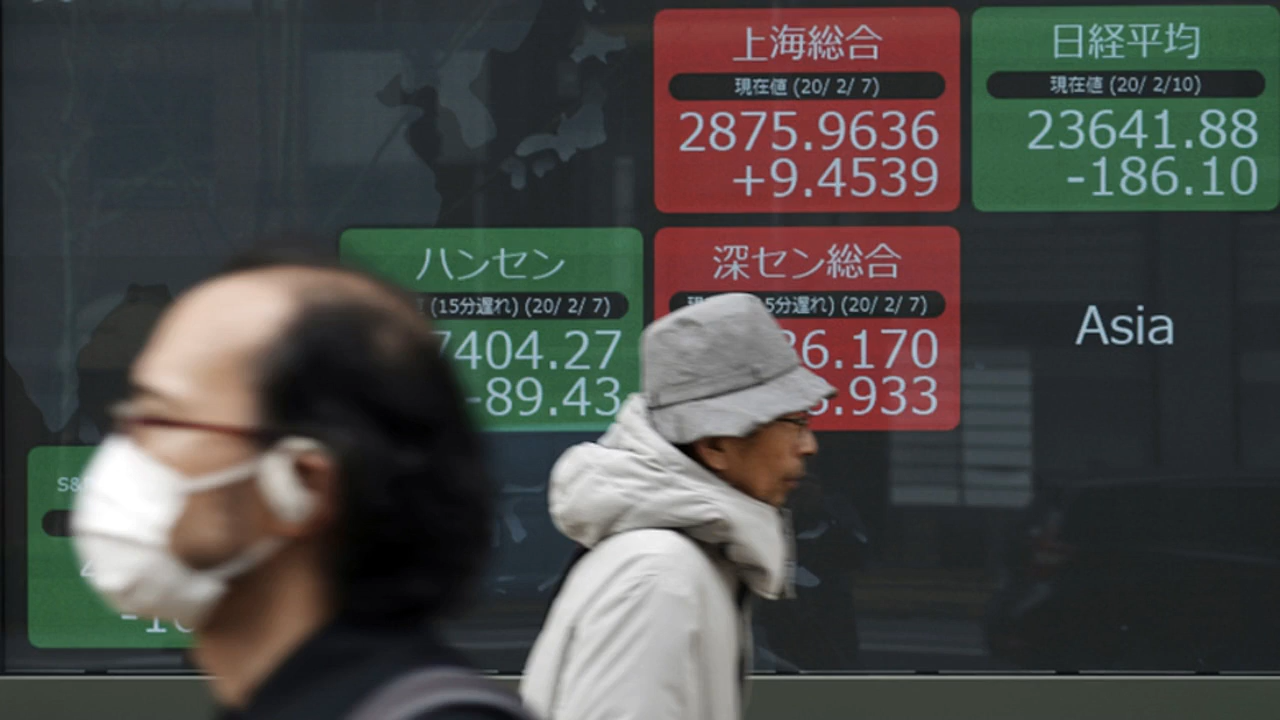 上海総合
現在値 (20/ 2/ 7)
2875.9636
+9.4539
日経平均
現在値 (20/ 2/10)
23641.88
-186.10
ハンセン
(15分遅れ) (20/ 2/ 7)
7404.27
-89.43
深セン総合
5分遅れ) (20/ 2/ 7)
6.170
.933
Asia
S&